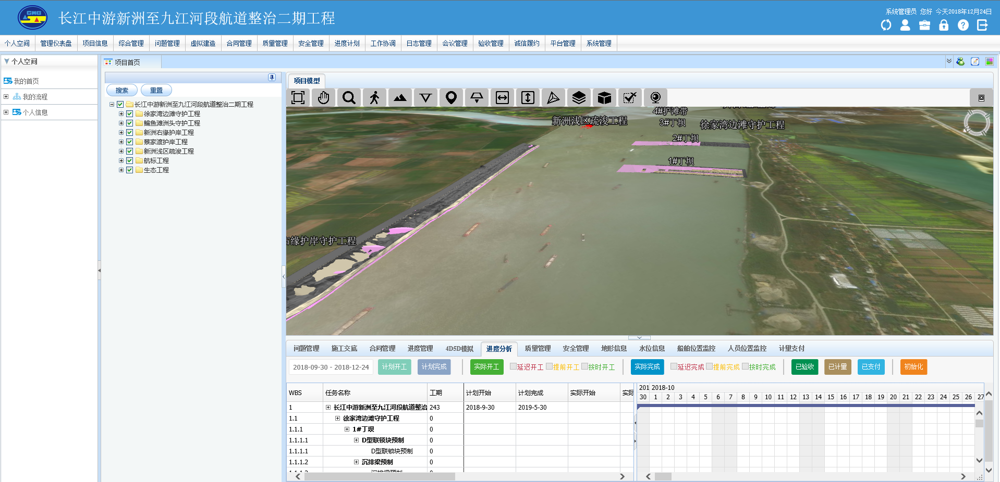 CWB
长江中游新洲至九江河段航道整治二期工程
系统管理员 您好 今天2018年12月24日
个人空间 管理仪表盘 项目信息 综合管理 问题管理 虚拟建造 合同管理 质量管理 安全管理 进度计划 工作协调 日志管理 会议管理 验收管理 诚信履约 平台管理 系统管理
个人空间
我的首页
我的流程
个人信息
项目首页
搜索 重置
长江中游新洲至九江河段航道整治二期工程
徐家湾边滩守护工程
鳊鱼滩洲头守护工程
新洲右缘护岸工程
蔡家渡护岸工程
新洲浅区疏浚工程
航标工程
生态工程
项目模型
4#护滩带
新洲浅区疏浚工程
3#丁坝
徐家湾边滩守护工程
2#丁坝
1#丁坝
右缘护岸守护工程
问题管理 施工交底 合同管理 进度管理 4D5D模拟 进度分析 质量管理 安全管理 地形信息 水位信息 船舶位置监控 人员位置监控 计量支付
2018-09-30 - 2018-12-24 计划开工 计划完成 实际开工 延迟开工 提前开工 按时开工 实际完成 延迟完成 提前完成 按时完成 已验收 已计量 已支付 初始化
WBS 任务名称 工期 计划开始 计划完成 实际开始 实际
201 2018-10
30 1 2 3 4 5 6 7 8 9 10 11 12 13 14 15 16 17 18 19 20 21 22 23 24 25 26 27
1 长江中游新洲至九江河段航道整治 243 2018-9-30 2019-5-30
1.1 徐家湾边滩守护工程 0
1.1.1 1#丁坝 0
1.1.1.1 D型联锁块预制 0
1.1.1.1 D型联锁块预制 0
1.1.1.2 沉排梁预制 0